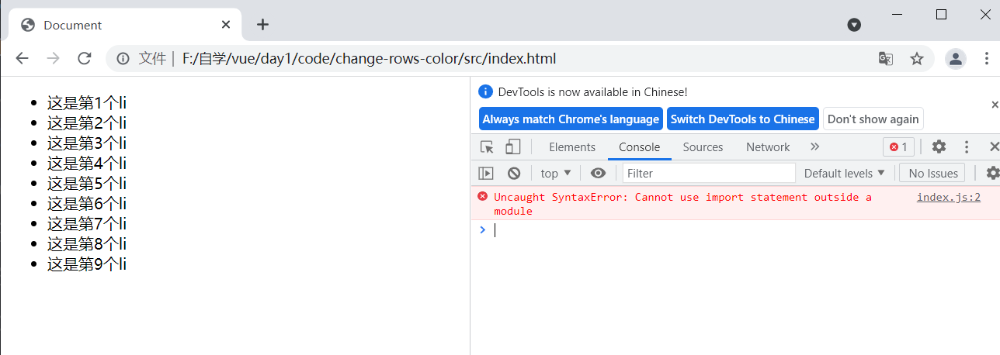 Document
文件 F:/自学/vue/day1/code/change-rows-color/src/index.html
这是第1个li
这是第2个li
这是第3个li
这是第4个li
这是第5个li
这是第6个li
这是第7个li
这是第8个li
这是第9个li
DevTools is now available in Chinese!
Always match Chrome's language Switch DevTools to Chinese Don't show again
Elements Console Sources Network 1
top Filter Default levels No Issues
Uncaught SyntaxError: Cannot use import statement outside a index.js:2
module